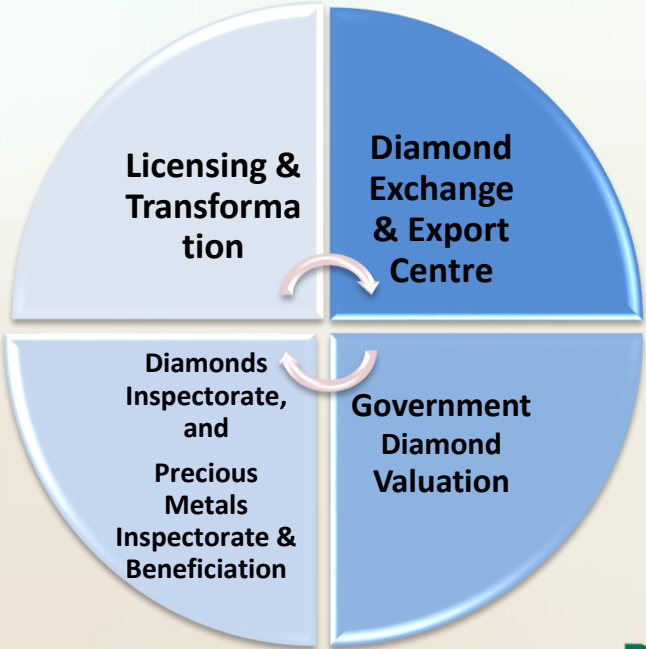 Licensing &
Transforma
tion
Diamond
Exchange
& Export
Centre
Diamonds
Inspectorate,
and
Precious
Metals
Inspectorate &
Beneficiation
Government
Diamond
Valuation